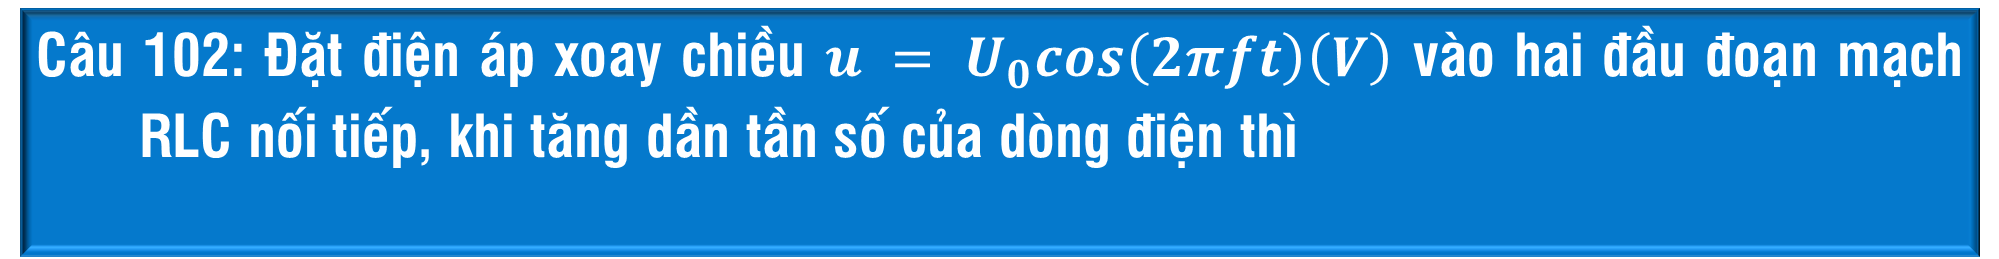 Câu 102: Đặt điện áp xoay chiều u = U₀cos(2πft)(V) vào hai đầu đoạn mạch
RLC nối tiếp, khi tăng dần tần số của dòng điện thì